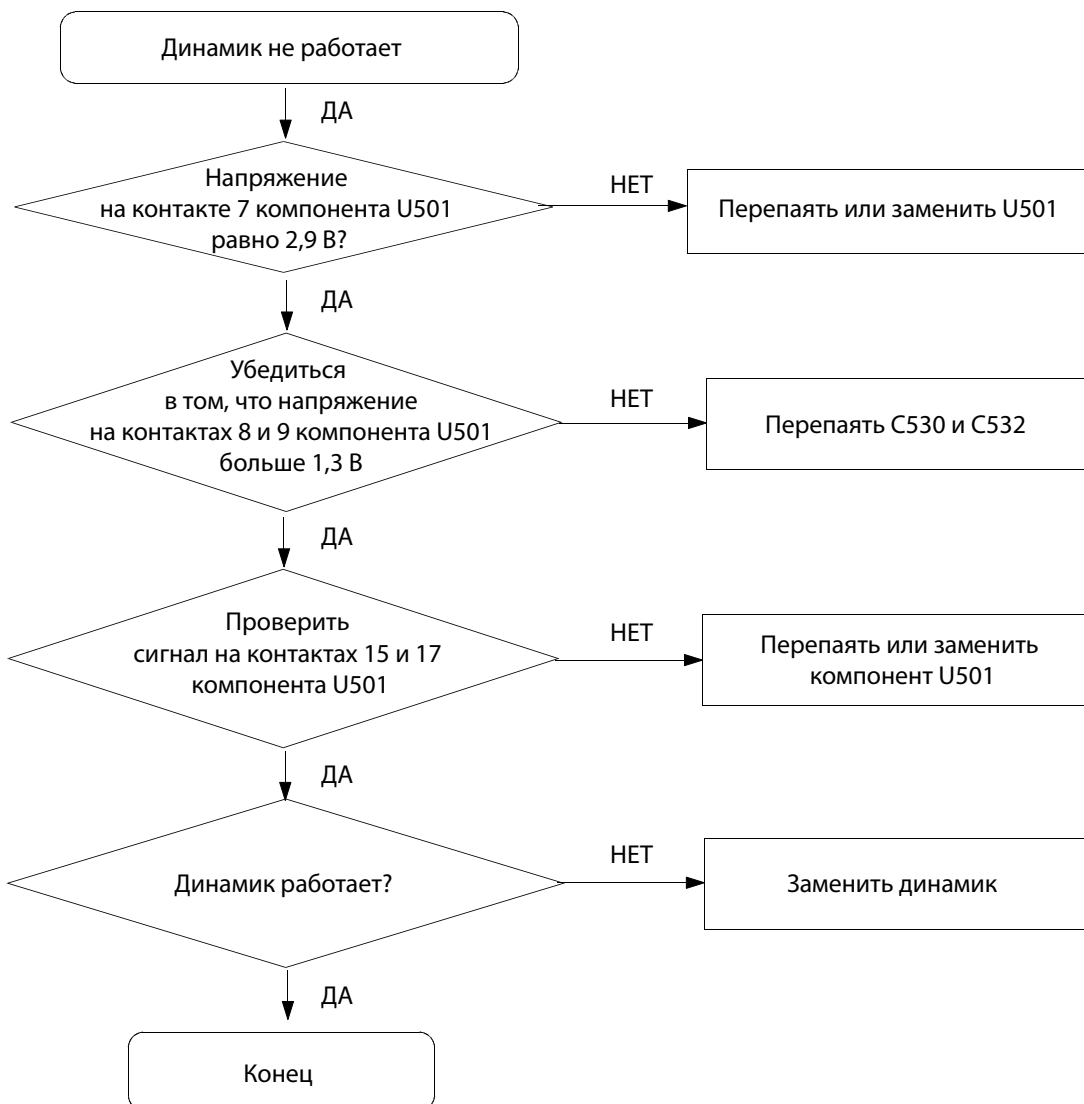 Динамик не работает
ДА
Напряжение
на контакте 7 компонента U501
равно 2,9 В?
НЕТ
Перепаять или заменить U501
ДА
Убедиться
в том, что напряжение
на контактах 8 и 9 компонента U501
больше 1,3 В
НЕТ
Перепаять C530 и C532
ДА
Проверить
сигнал на контактах 15 и 17
компонента U501
НЕТ
Перепаять или заменить
компонент U501
ДА
Динамик работает?
НЕТ
Заменить динамик
ДА
Конец